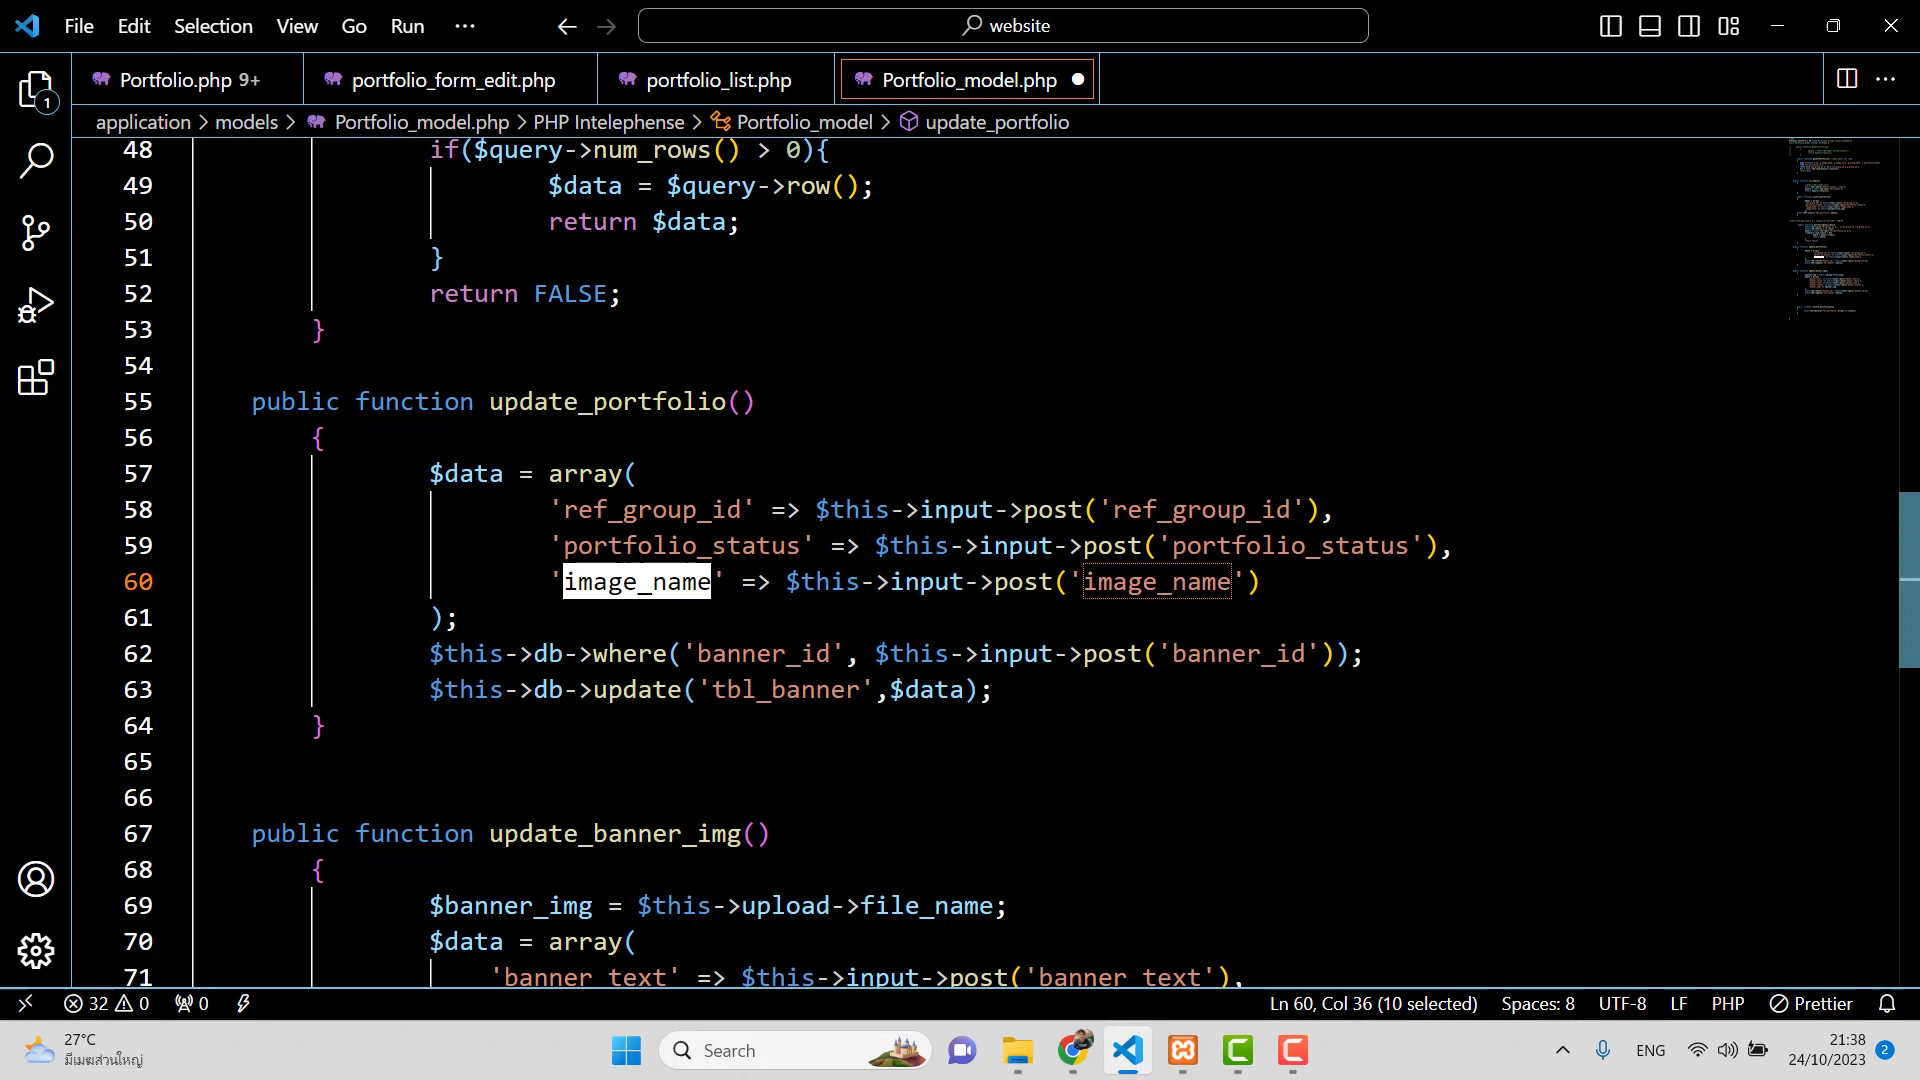 File Edit Selection View Go Run ··· website
Portfolio.php 9+ portfolio_form_edit.php portfolio_list.php Portfolio_model.php
application > models > Portfolio_model.php > PHP Intelephense > Portfolio_model > update_portfolio
48 if($query->num_rows() > 0){
49 $data = $query->row();
50 return $data;
51 }
52 return FALSE;
53 }
54
55 public function update_portfolio()
56 {
57 $data = array(
58 'ref_group_id' => $this->input->post('ref_group_id'),
59 'portfolio_status' => $this->input->post('portfolio_status'),
60 'image_name' => $this->input->post('image_name')
61 );
62 $this->db->where('banner_id', $this->input->post('banner_id'));
63 $this->db->update('tbl_banner',$data);
64 }
65
66
67 public function update_banner_img()
68 {
69 $banner_img = $this->upload->file_name;
70 $data = array(
71 'banner_text' => $this->input->post('banner_text'),
1
32 0 0 Ln 60, Col 36 (10 selected) Spaces: 8 UTF-8 LF PHP Prettier
27°C
มีเมฆส่วนใหญ่
Search
ENG
21:38
24/10/2023
2